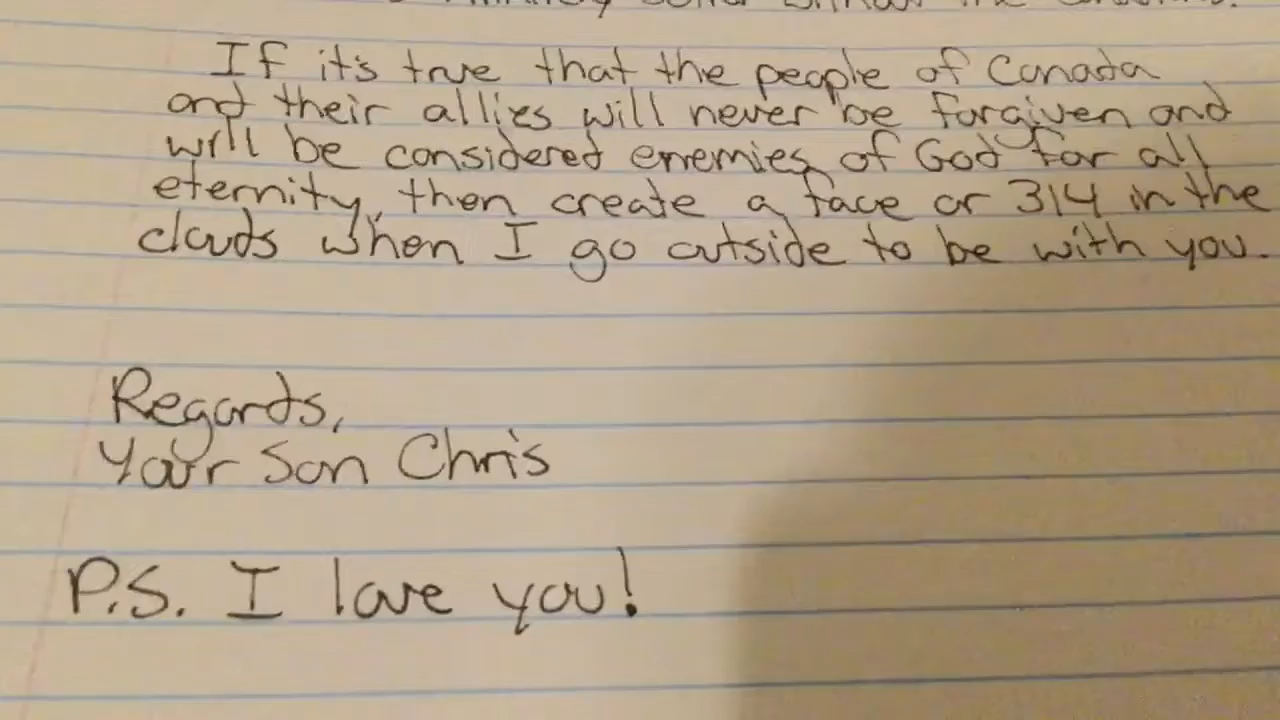 If it's true that the people of Canada
and their allies will never be forgiven and
will be considered enemies of God for all
eternity, then create a face or 314 in the
clouds when I go outside to be with you.
Regards,
Your Son Chris
P.S. I love you!